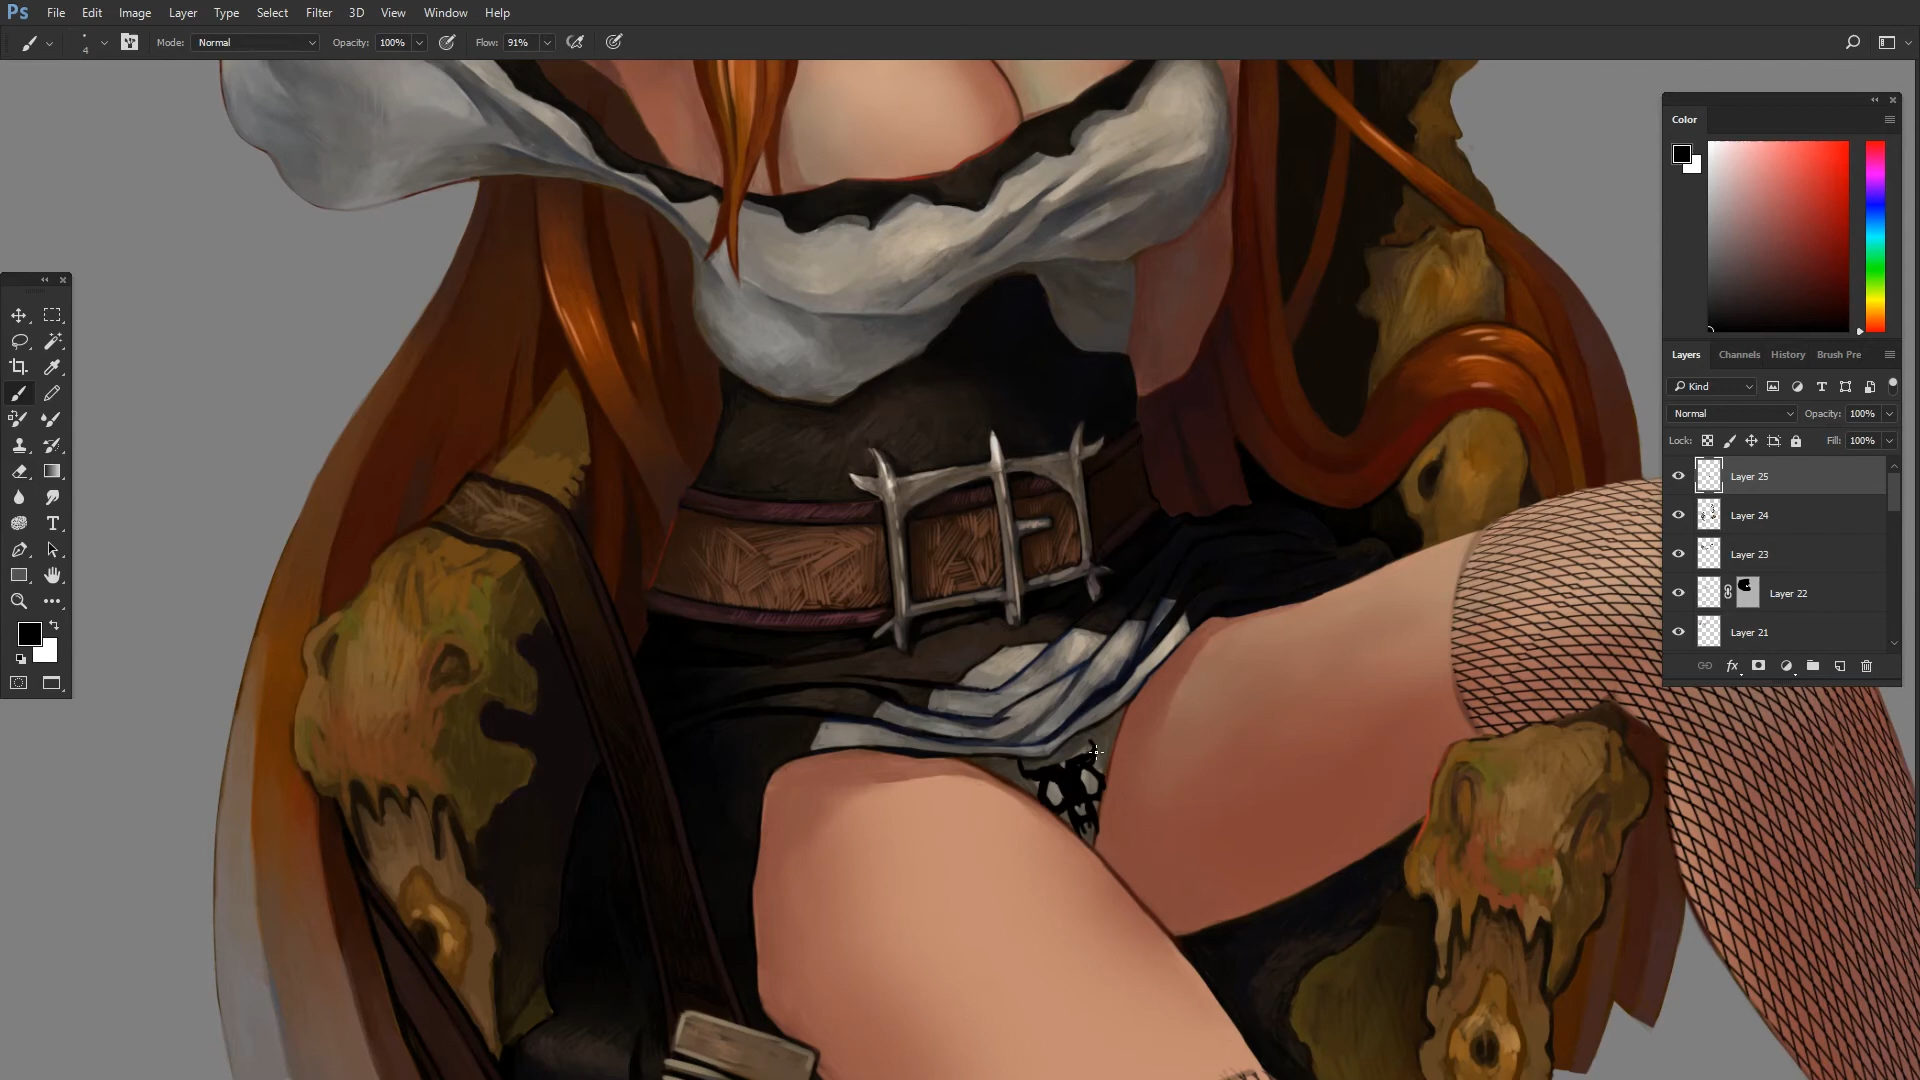 Ps File Edit Image Layer Type Select Filter 3D View Window Help
4 Mode: Normal Opacity: 100% Flow: 91%
Color
Layers Channels History Brush Pre
Kind
Normal Opacity: 100%
Lock: Fill: 100%
Layer 25
Layer 24
Layer 23
Layer 22
Layer 21
fx